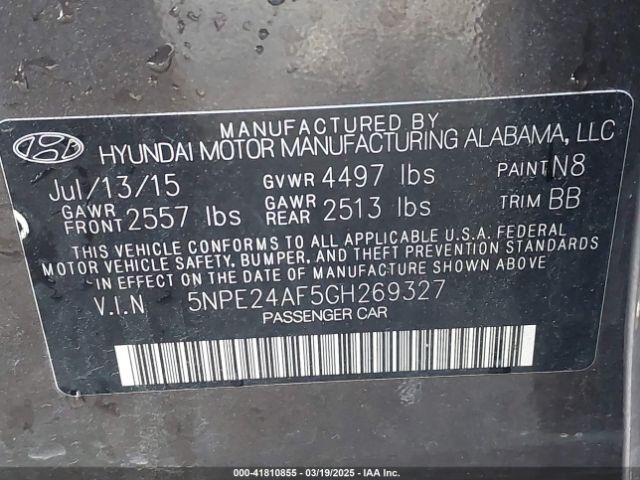 MANUFACTURED BY
HYUNDAI MOTOR MANUFACTURING ALABAMA, LLC
Jul/13/15 GVWR 4497 lbs PAINT N8
GAWR FRONT 2557 lbs GAWR REAR 2513 lbs TRIM BB
THIS VEHICLE CONFORMS TO ALL APPLICABLE U.S.A. FEDERAL
MOTOR VEHICLE SAFETY, BUMPER, AND THEFT PREVENTION STANDARDS
IN EFFECT ON THE DATE OF MANUFACTURE SHOWN ABOVE.
V.I.N 5NPE24AF5GH269327
PASSENGER CAR
000-41810855 — 03/19/2025 — IAA Inc.